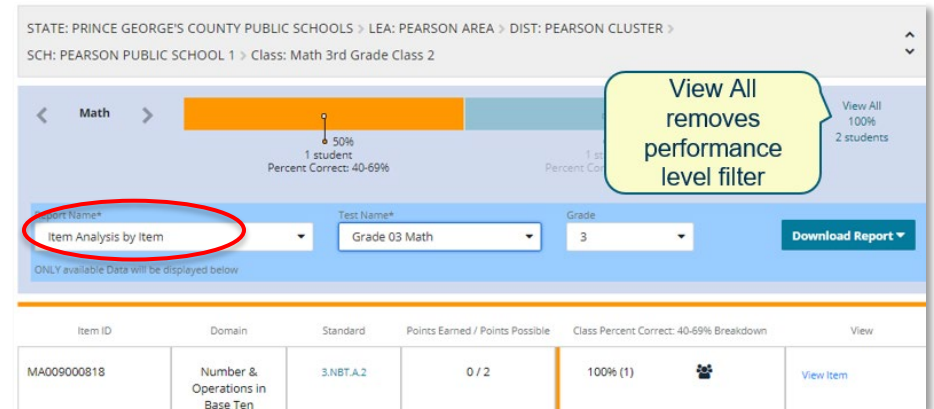 STATE: PRINCE GEORGE'S COUNTY PUBLIC SCHOOLS > LEA: PEARSON AREA > DIST: PEARSON CLUSTER >
SCH: PEARSON PUBLIC SCHOOL 1 > Class: Math 3rd Grade Class 2
Math
50%
1 student
Percent Correct: 40-69%
View All
removes
performance
level filter
View All
100%
2 students
Report Name*
Test Name*
Grade
Item Analysis by Item
Grade 03 Math
3
Download Report
ONLY available Data will be displayed below
Item ID
Domain
Standard
Points Earned / Points Possible
Class Percent Correct: 40-69% Breakdown
View
MA009000818
Number &
Operations in
Base Ten
3.NBT.A.2
0 / 2
100% (1)
View Item